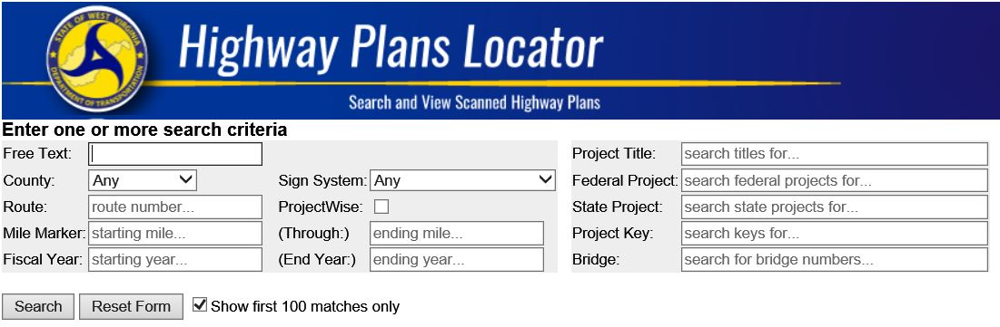 STATE OF WEST VIRGINIA
DEPARTMENT OF TRANSPORTATION
Highway Plans Locator
Search and View Scanned Highway Plans
Enter one or more search criteria
Free Text: Project Title: search titles for...
County: Any Sign System: Any Federal Project: search federal projects for...
Route: route number... ProjectWise: State Project: search state projects for...
Mile Marker: starting mile... (Through:) ending mile... Project Key: search keys for...
Fiscal Year: starting year... (End Year:) ending year... Bridge: search for bridge numbers...
Search Reset Form Show first 100 matches only